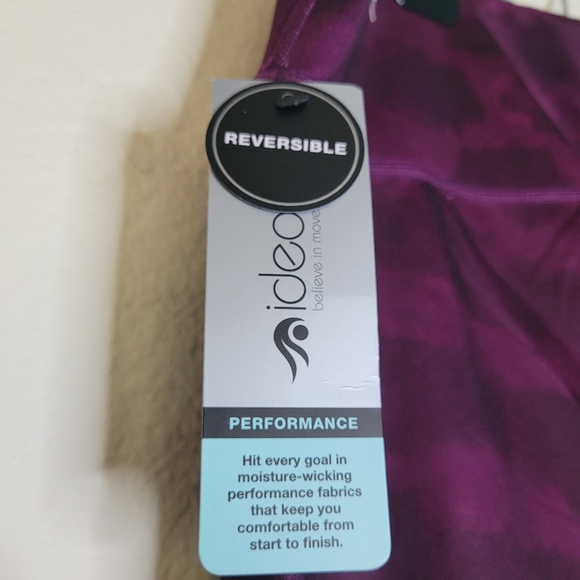 REVERSIBLE
believe in move
PERFORMANCE
Hit every goal in
moisture-wicking
performance fabrics
that keep you
comfortable from
start to finish.